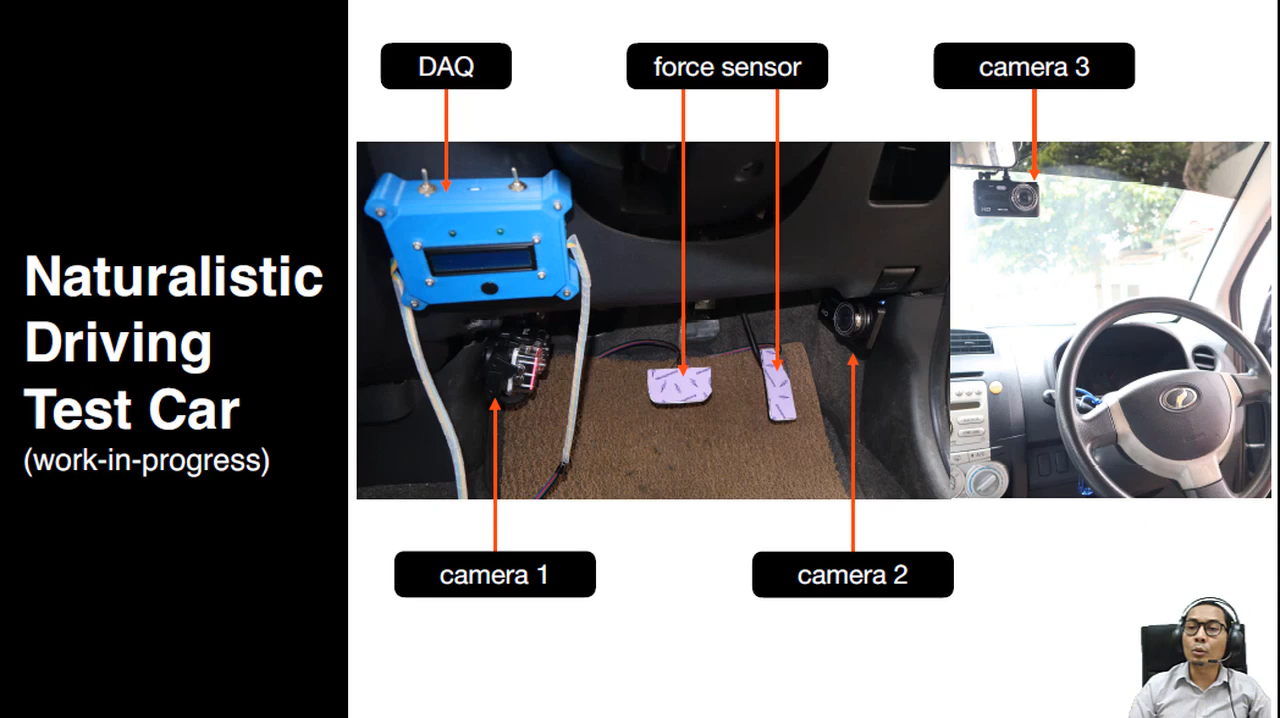 Naturalistic
Driving
Test Car
(work-in-progress)
DAQ
force sensor
camera 3
camera 1
camera 2